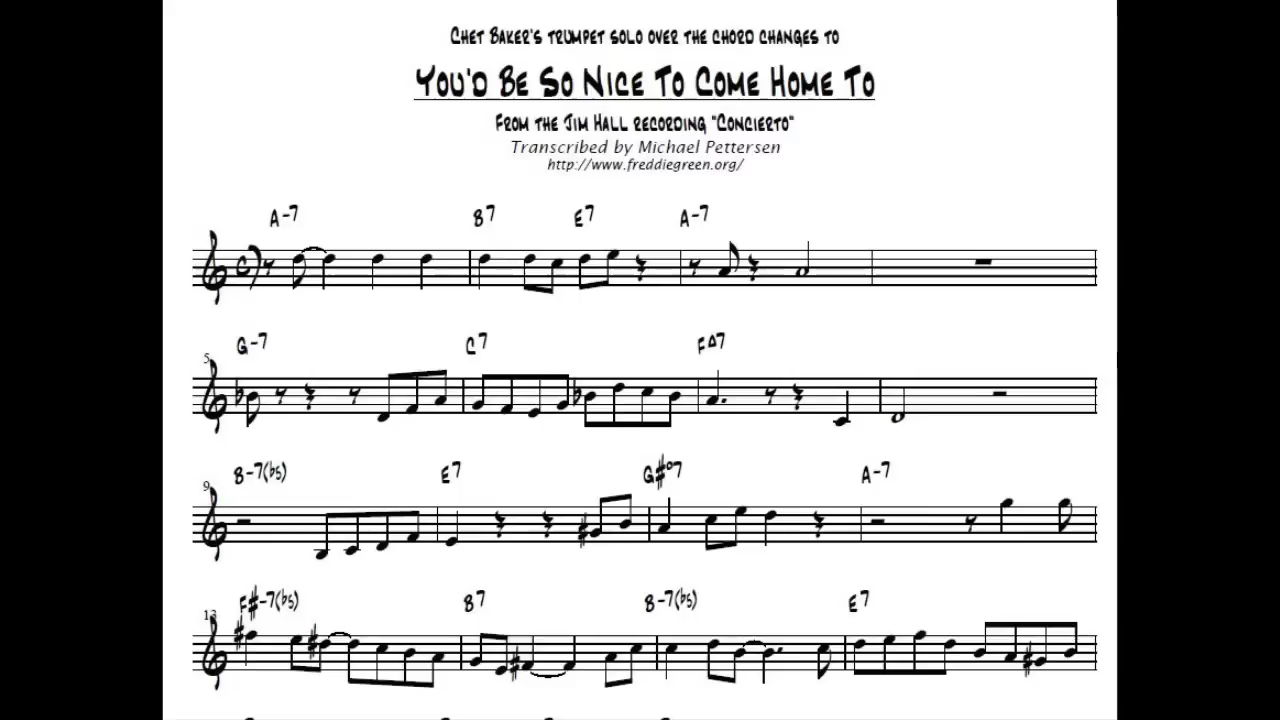 Chet Baker's trumpet solo over the chord changes to
You'd Be So Nice To Come Home To
From the Jim Hall recording "Concierto"
Transcribed by Michael Pettersen
http://www.freddiegreen.org/
A-7 B7 E7 A-7
5 G-7 C7 F∆7
9 B-7(b5) E7 G#°7 A-7
13 F#-7(b5) B7 B-7(b5) E7